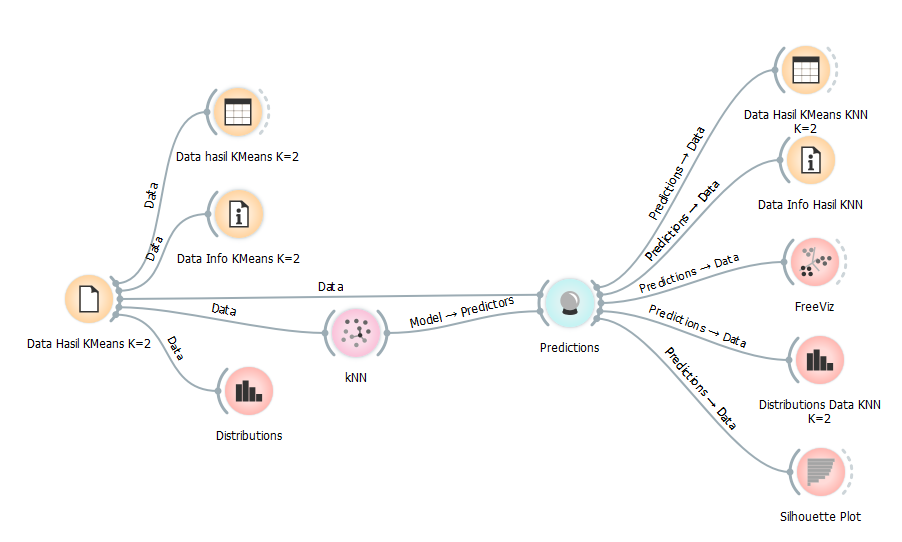 Data Hasil KMeans KNN
K=2
Data hasil KMeans K=2
Predictions → Data
Data
Predictions → Data
Data Info Hasil KNN
Data
Data Info KMeans K=2
Predictions → Data
Data
FreeViz
Data
Model → Predictors
Predictions → Data
Data Hasil KMeans K=2
Predictions
Data
kNN
Predictions → Data
Distributions Data KNN
K=2
Distributions
Silhouette Plot